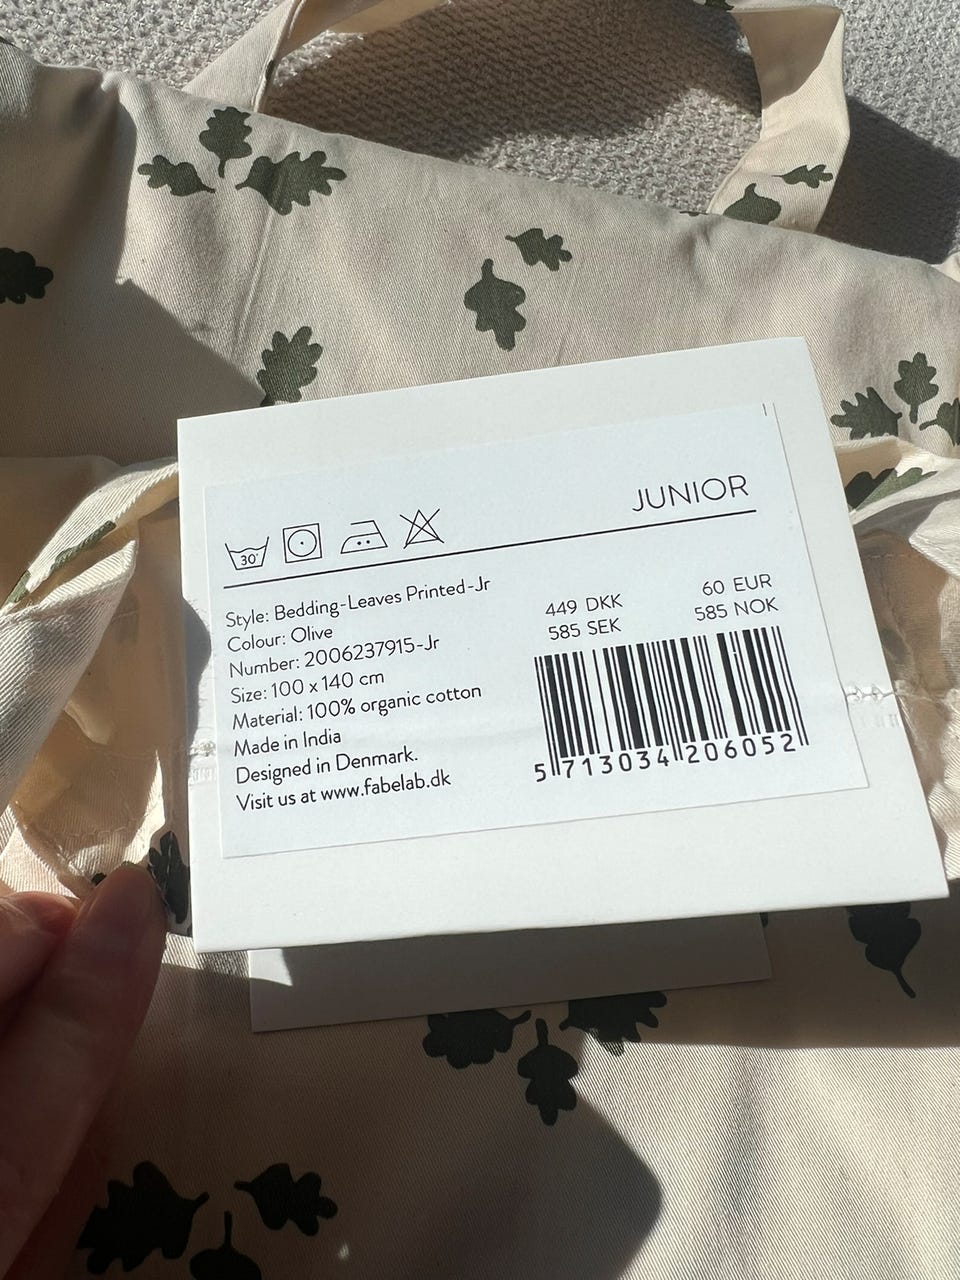 JUNIOR
30°
Style: Bedding-Leaves Printed-Jr
Colour: Olive
Number: 2006237915-Jr
Size: 100 x 140 cm
Material: 100% organic cotton
Made in India
Designed in Denmark.
Visit us at www.fabelab.dk
449 DKK 60 EUR
585 SEK 585 NOK
5 713034 206052